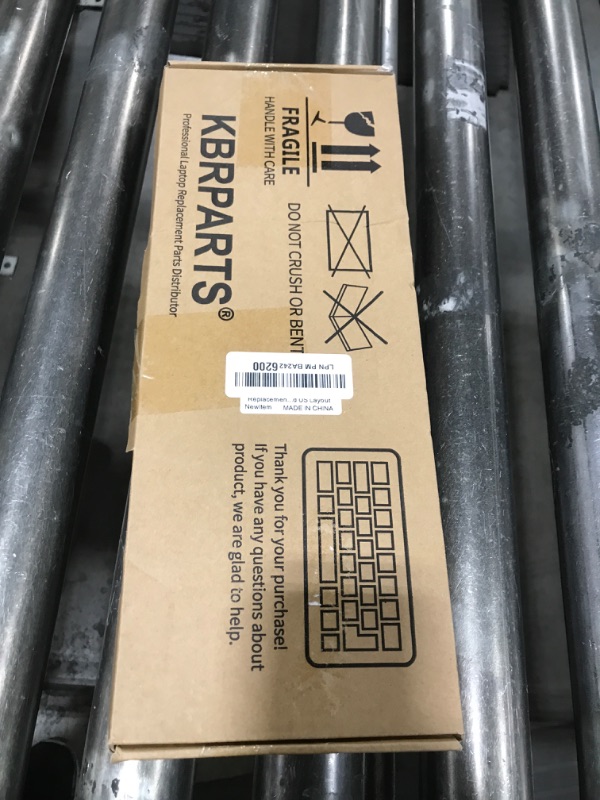 FRAGILE
HANDLE WITH CARE
DO NOT CRUSH OR BENT
KBRPARTS®
Professional Laptop Replacement Parts Distributor
LPN PM BA242 6200
Replacemen...e US Layout
NewItem MADE IN CHINA
Thank you for your purchase!
If you have any questions about
product, we are glad to help.